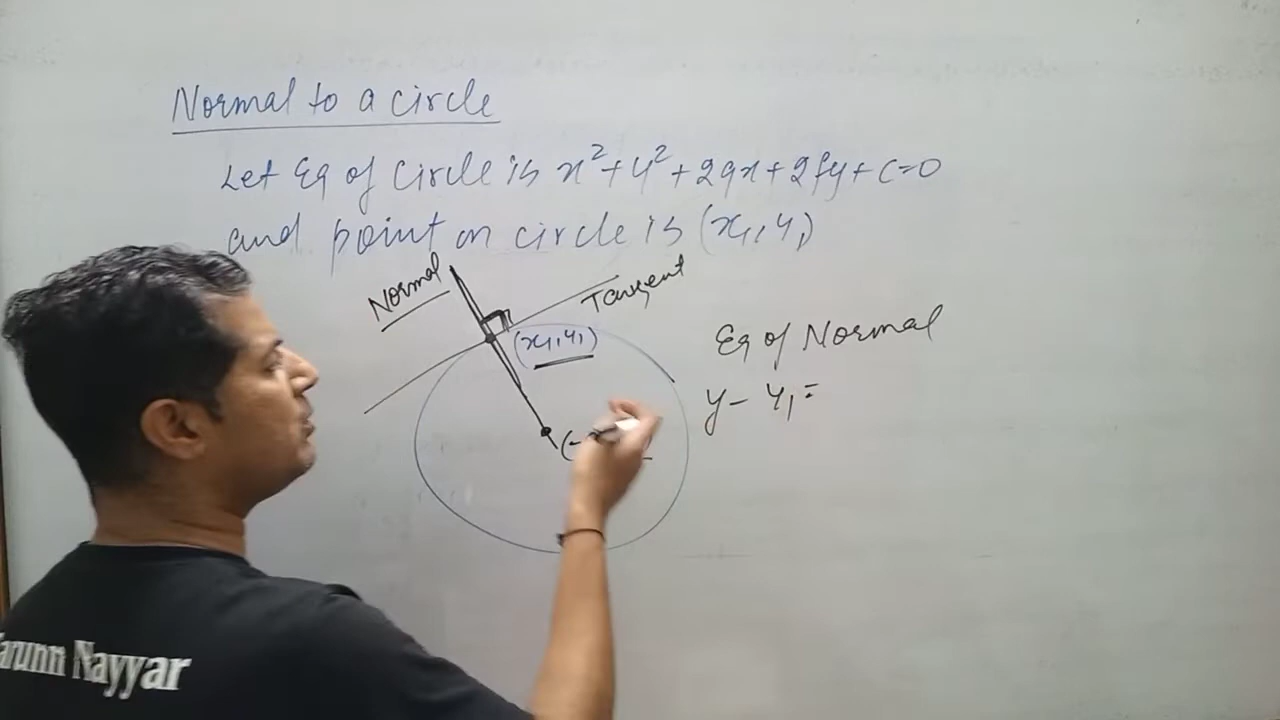 Normal to a circle
Let Eq of circle is x² + y² + 2gx + 2fy + c = 0
and point on circle is (x₁, y₁)
Normal
Tangent
(x₁, y₁)
Eq of Normal
y - y₁ =
(-
Nayyar